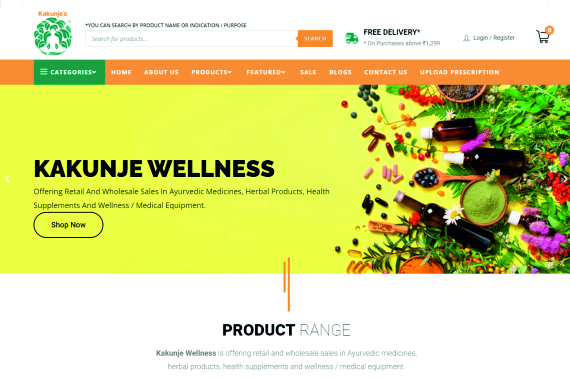 Kakunje's
*YOU CAN SEARCH BY PRODUCT NAME OR INDICATION / PURPOSE
Search for products...
SEARCH
FREE DELIVERY*
* On Purchases above ₹1,299
Login / Register
0
CATEGORIES
HOME
ABOUT US
PRODUCTS
FEATURED
SALE
BLOGS
CONTACT US
UPLOAD PRESCRIPTION
KAKUNJE WELLNESS
Offering Retail And Wholesale Sales In Ayurvedic Medicines, Herbal Products, Health
Supplements And Wellness / Medical Equipment.
Shop Now
PRODUCT RANGE
Kakunje Wellness is offering retail and wholesale sales in Ayurvedic medicines,
herbal products, health supplements and wellness / medical equipment.